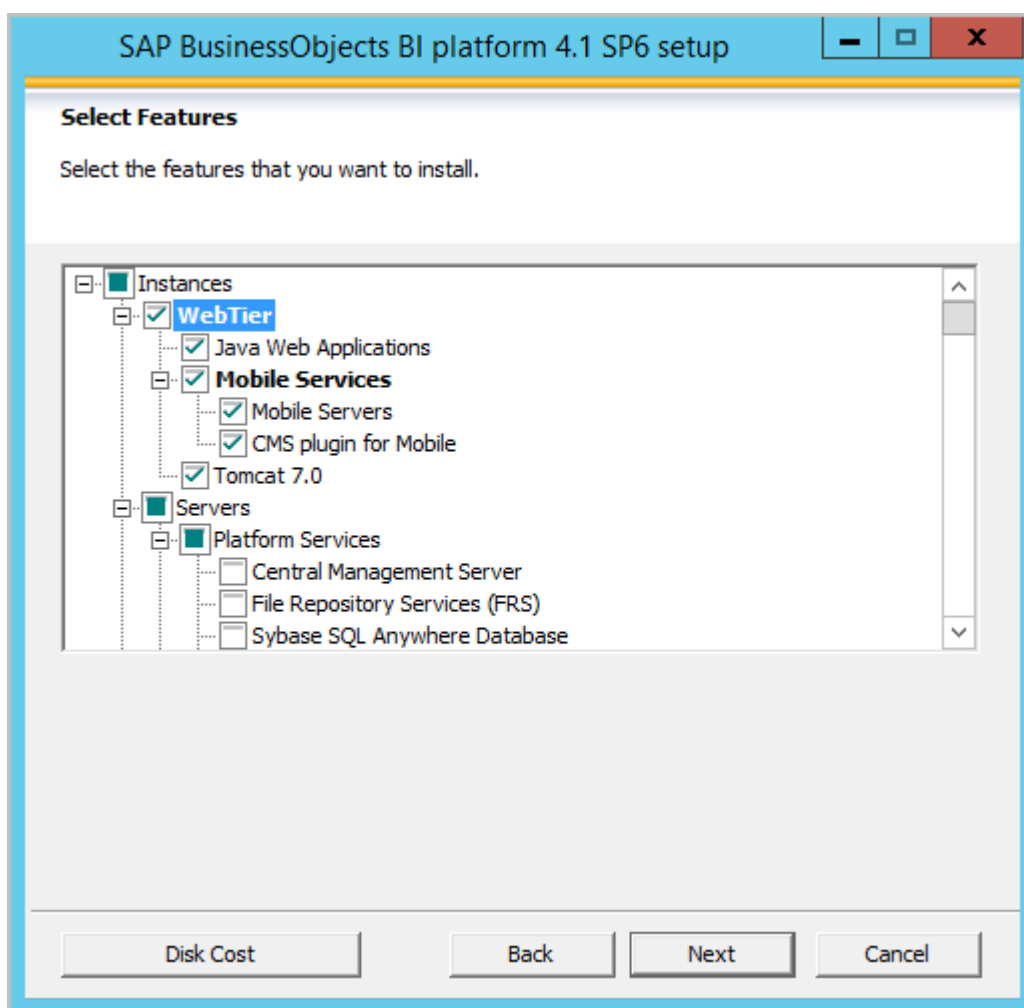 SAP BusinessObjects BI platform 4.1 SP6 setup
Select Features
Select the features that you want to install.
Instances
WebTier
Java Web Applications
Mobile Services
Mobile Servers
CMS plugin for Mobile
Tomcat 7.0
Servers
Platform Services
Central Management Server
File Repository Services (FRS)
Sybase SQL Anywhere Database
Disk Cost Back Next Cancel